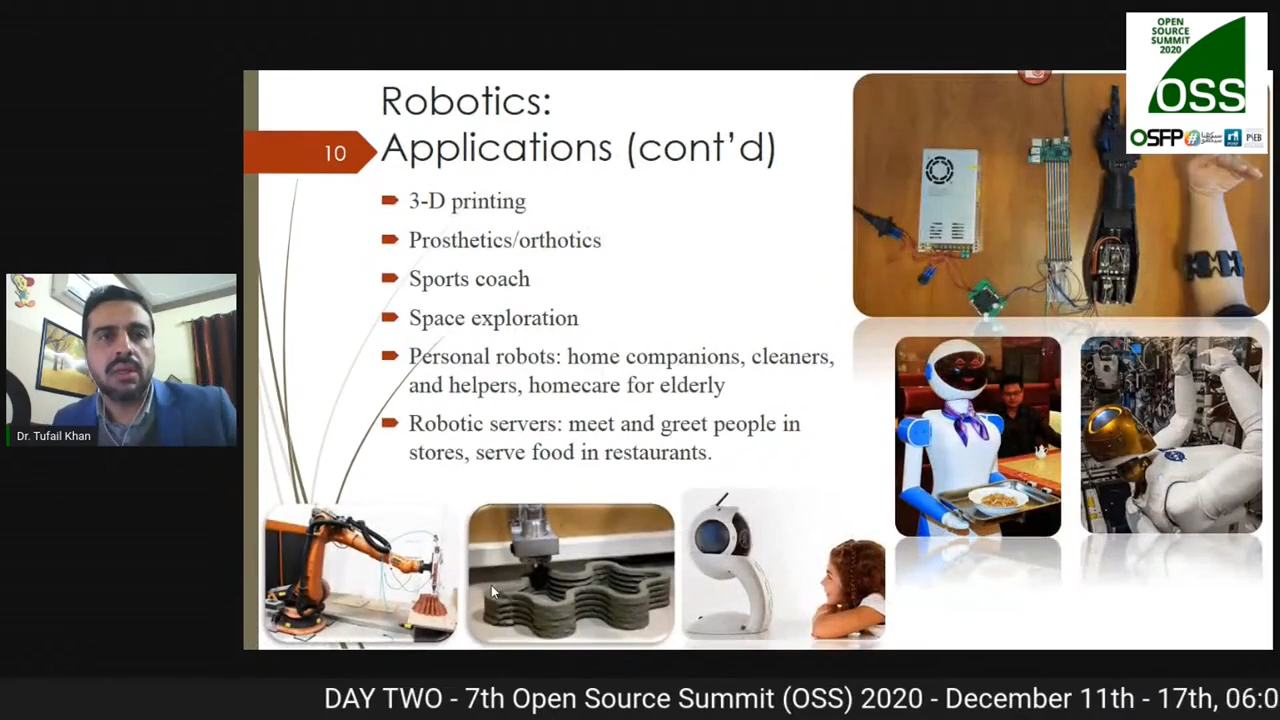 OPEN
SOURCE
SUMMIT
2020
OSS
OSFP
PSEB
Robotics:
10
Applications (cont’d)
3-D printing
Prosthetics/orthotics
Sports coach
Space exploration
Personal robots: home companions, cleaners,
and helpers, homecare for elderly
Robotic servers: meet and greet people in
stores, serve food in restaurants.
Dr. Tufail Khan
DAY TWO - 7th Open Source Summit (OSS) 2020 - December 11th - 17th, 06:0